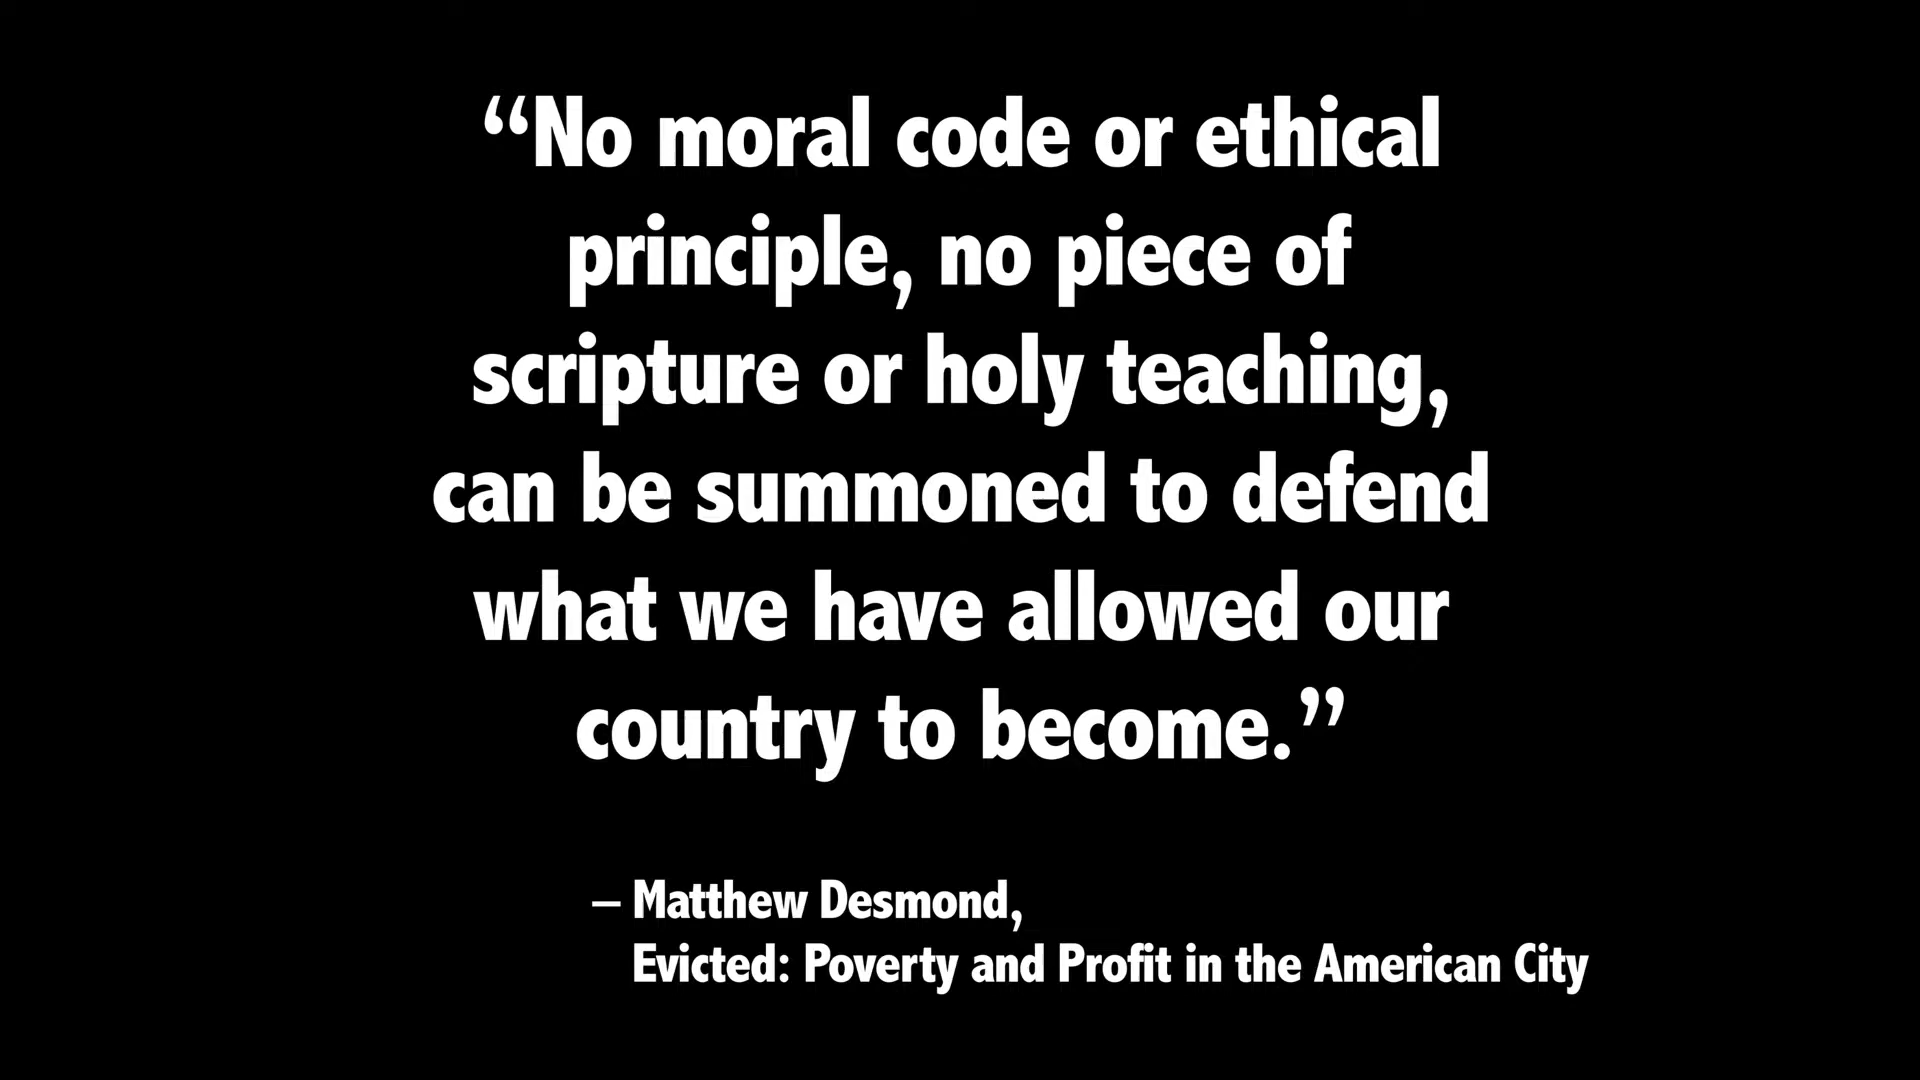 “No moral code or ethical
principle, no piece of
scripture or holy teaching,
can be summoned to defend
what we have allowed our
country to become.”
– Matthew Desmond,
Evicted: Poverty and Profit in the American City